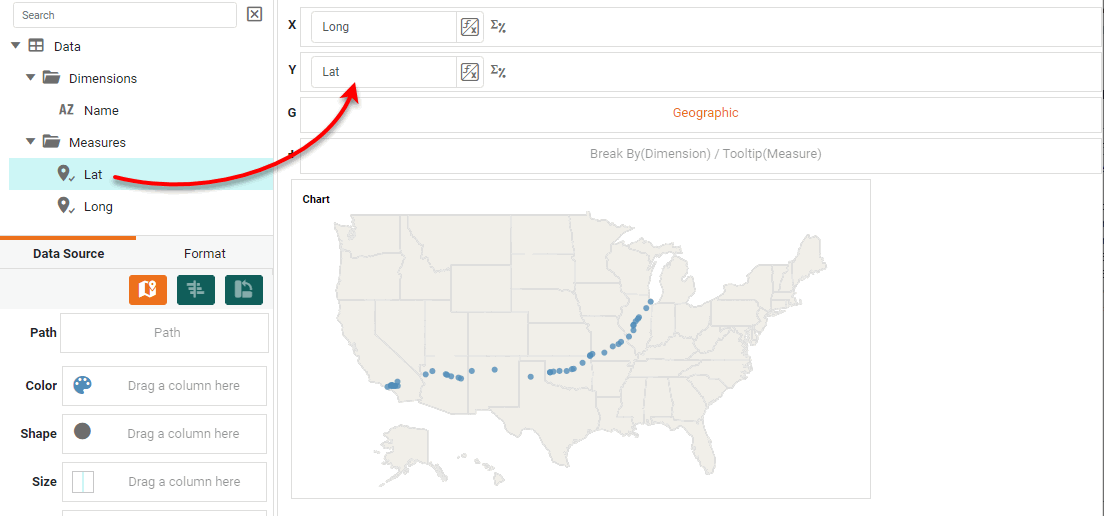 Search
Data
Dimensions
AZ Name
Measures
Lat
Long
Data Source
Format
Path
Path
Color
Drag a column here
Shape
Drag a column here
Size
Drag a column here
X
Long
f/x
Σ%
Y
Lat
f/x
Σ%
G
Geographic
Break By(Dimension) / Tooltip(Measure)
Chart